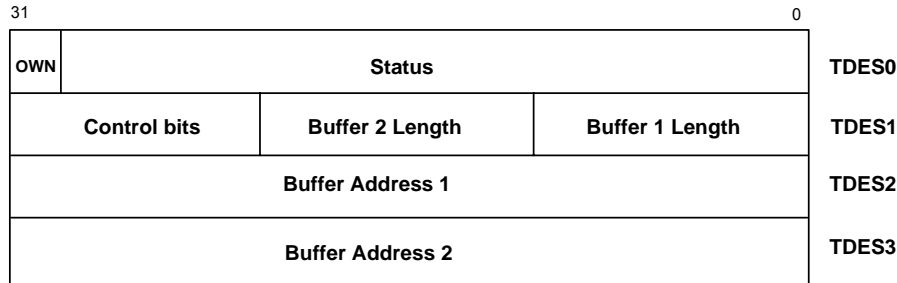 31 0
OWN Status TDES0
Control bits Buffer 2 Length Buffer 1 Length TDES1
Buffer Address 1 TDES2
Buffer Address 2 TDES3